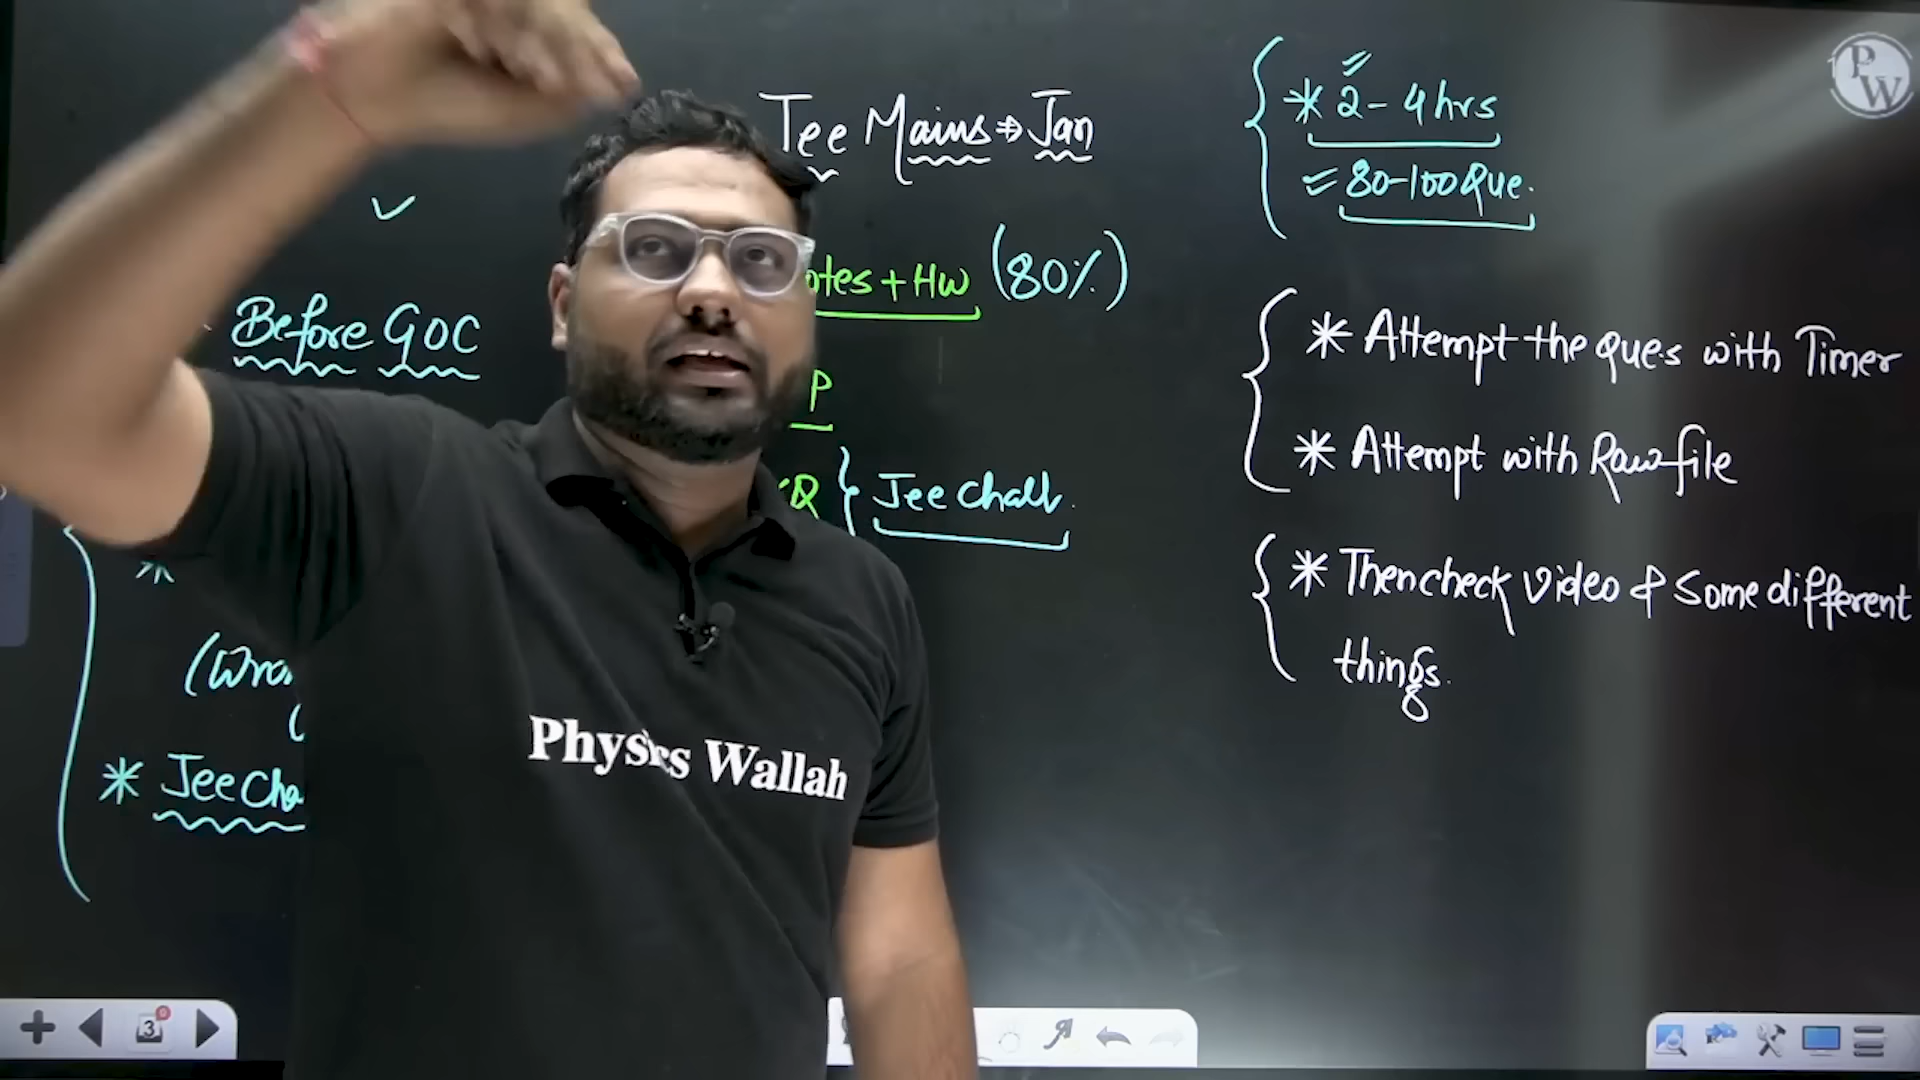 Jee Mains ⇒ Jan
Before GOC
otes + HW (80%)
P
Q } Jee Chall.
* Jee Cha
* 2 - 4 hrs
= 80-100 Que.
* Attempt the Ques with Timer
* Attempt with Raw file
* Then check Video & Some different
things.
Physics Wallah
PW
3